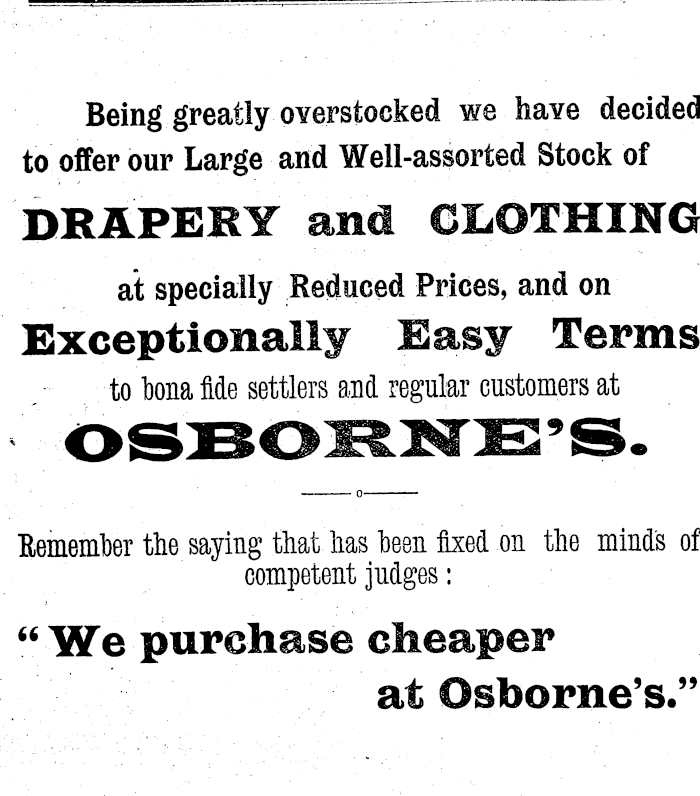 Being greatly overstocked we have decided
to offer our Large and Well-assorted Stock of
DRAPERY and CLOTHING
at specially Reduced Prices, and on
Exceptionally Easy Terms
to bona fide settlers and regular customers at
OSBORNE'S.
Remember the saying that has been fixed on the minds of
competent judges :
“ We purchase cheaper
at Osborne's.”